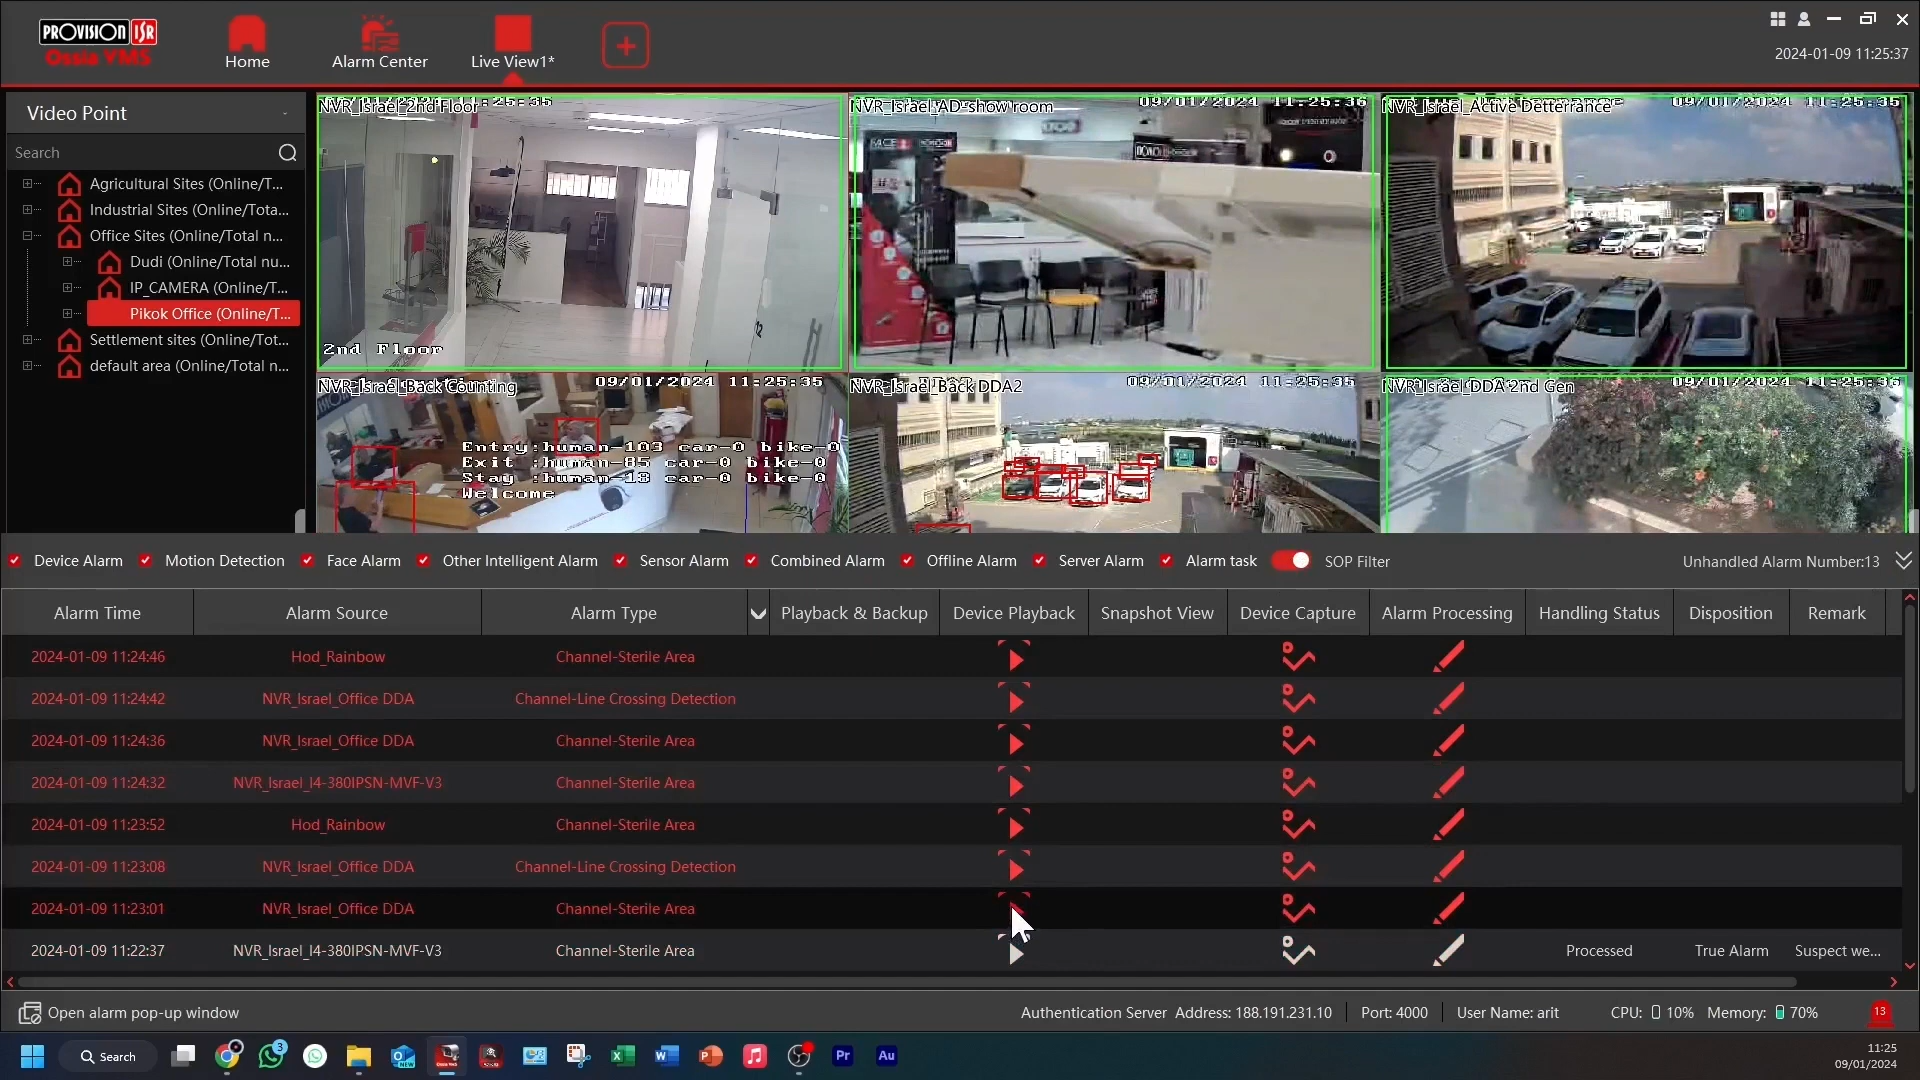 PROVISION ISR
Ossia VMS
Home
Alarm Center
Live View1*
2024-01-09 11:25:37
Video Point
Search
Agricultural Sites (Online/T...
Industrial Sites (Online/Tota...
Office Sites (Online/Total n...
Dudi (Online/Total nu...
IP_CAMERA (Online/T...
Pikok Office (Online/T...
Settlement sites (Online/Tot...
default area (Online/Total n...
NVR_Israel_2nd Floor
11:25:35
2nd Floor
NVR_Israel_AD show room
09/01/2024 11:25:36
NVR_Israel_Active Detterrance
09/01/2024 11:25:35
NVR_Israel_Back Counting
09/01/2024 11:25:35
Entry:human-103 car-0 bike-0
Exit :human-85 car-0 bike-0
Stay :human-18 car-0 bike-0
Welcome
NVR_Israel_Back DDA2
09/01/2024 11:25:35
NVR_Israel_DDA 2nd Gen
09/01/2024 11:25:36
Device Alarm
Motion Detection
Face Alarm
Other Intelligent Alarm
Sensor Alarm
Combined Alarm
Offline Alarm
Server Alarm
Alarm task
SOP Filter
Unhandled Alarm Number:13
Alarm Time Alarm Source Alarm Type Playback & Backup Device Playback Snapshot View Device Capture Alarm Processing Handling Status Disposition Remark
2024-01-09 11:24:46 Hod_Rainbow Channel-Sterile Area
2024-01-09 11:24:42 NVR_Israel_Office DDA Channel-Line Crossing Detection
2024-01-09 11:24:36 NVR_Israel_Office DDA Channel-Sterile Area
2024-01-09 11:24:32 NVR_Israel_I4-380IPSN-MVF-V3 Channel-Sterile Area
2024-01-09 11:23:52 Hod_Rainbow Channel-Sterile Area
2024-01-09 11:23:08 NVR_Israel_Office DDA Channel-Line Crossing Detection
2024-01-09 11:23:01 NVR_Israel_Office DDA Channel-Sterile Area
2024-01-09 11:22:37 NVR_Israel_I4-380IPSN-MVF-V3 Channel-Sterile Area Processed True Alarm Suspect we...
Open alarm pop-up window
Authentication Server Address: 188.191.231.10 Port: 4000 User Name: arit CPU: 10% Memory: 70% 13
Search
3
NEW
Pr
Au
11:25
09/01/2024